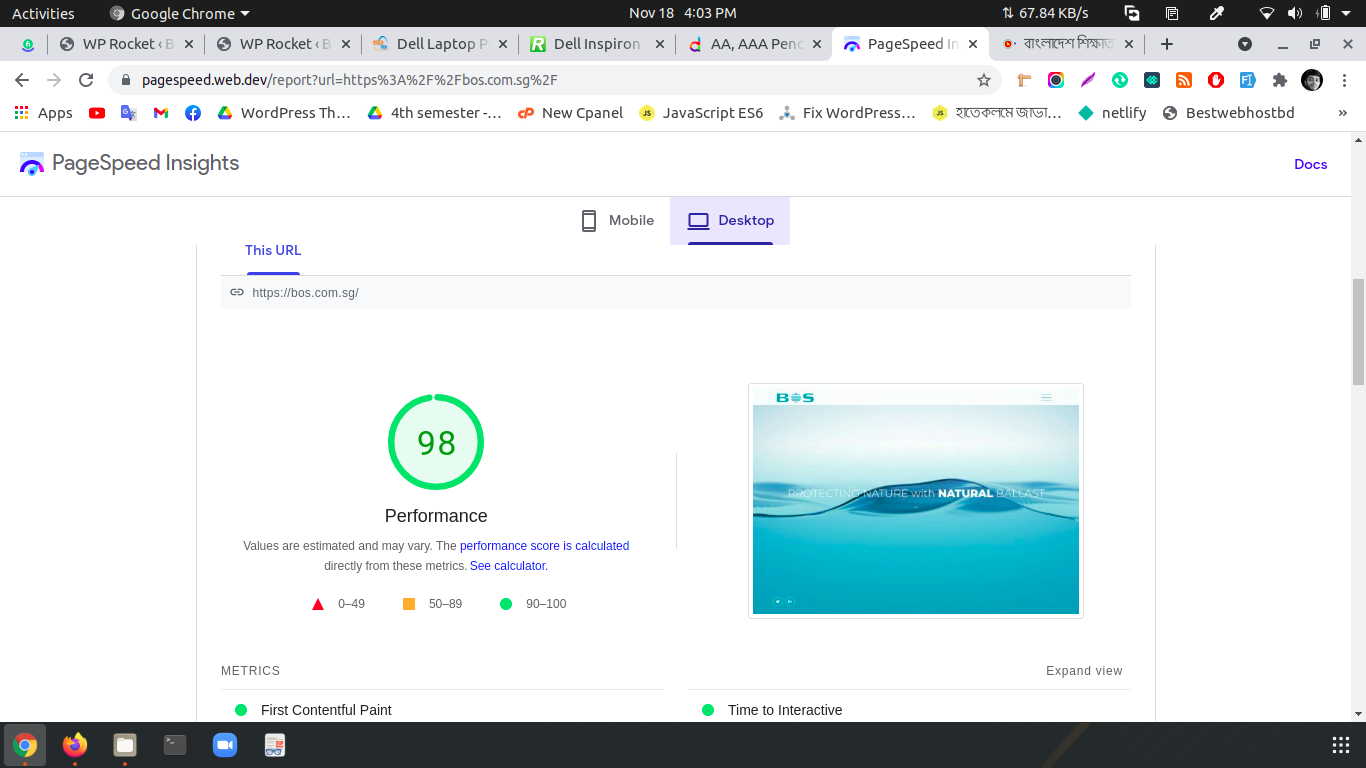 Activities Google Chrome Nov 18 4:03 PM 67.84 KB/s
WP Rocket ‹ B WP Rocket ‹ B Dell Laptop P Dell Inspiron AA, AAA Penc PageSpeed In বাংলাদেশ শিক্ষাত
pagespeed.web.dev/report?url=https%3A%2F%2Fbos.com.sg%2F
Apps WordPress Th… 4th semester -… New Cpanel JavaScript ES6 Fix WordPress… হাতেকলমে জাভা… netlify Bestwebhostbd »
PageSpeed Insights Docs
Mobile Desktop
This URL
https://bos.com.sg/
98
Performance
Values are estimated and may vary. The performance score is calculated
directly from these metrics. See calculator.
0–49 50–89 90–100
BOS
PROTECTING NATURE with NATURAL BALLAST
METRICS Expand view
First Contentful Paint Time to Interactive